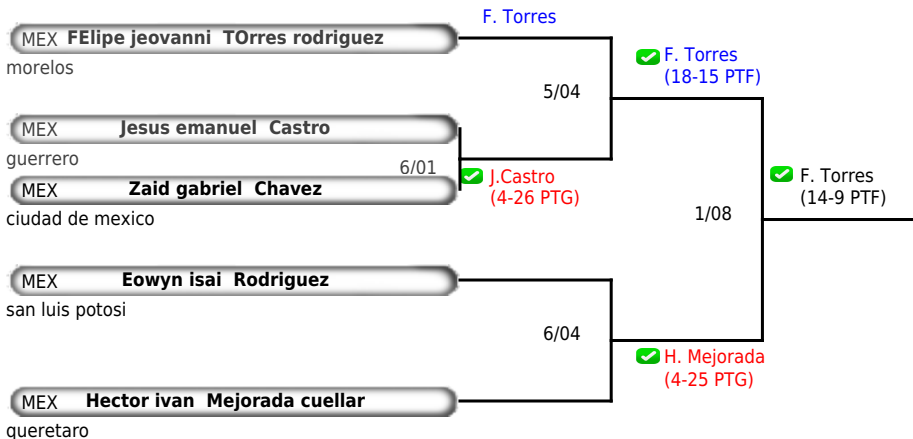 F. Torres
MEX FElipe jeovanni TOrres rodriguez
morelos
F. Torres
(18-15 PTF)
5/04
MEX Jesus emanuel Castro
guerrero
6/01
J.Castro
(4-26 PTG)
MEX Zaid gabriel Chavez
ciudad de mexico
F. Torres
(14-9 PTF)
1/08
MEX Eowyn isai Rodriguez
san luis potosi
6/04
H. Mejorada
(4-25 PTG)
MEX Hector ivan Mejorada cuellar
queretaro